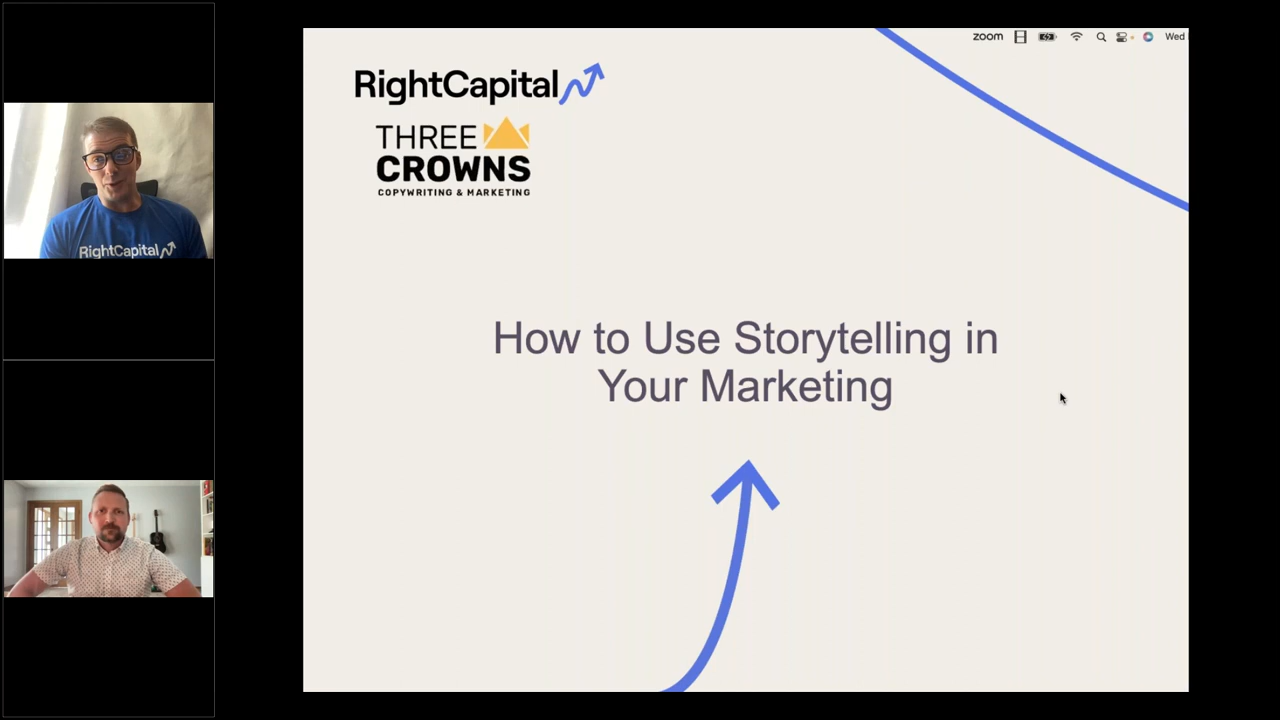 zoom
Wed
RightCapital
THREE
CROWNS
COPYWRITING & MARKETING
How to Use Storytelling in
Your Marketing
RightCapital